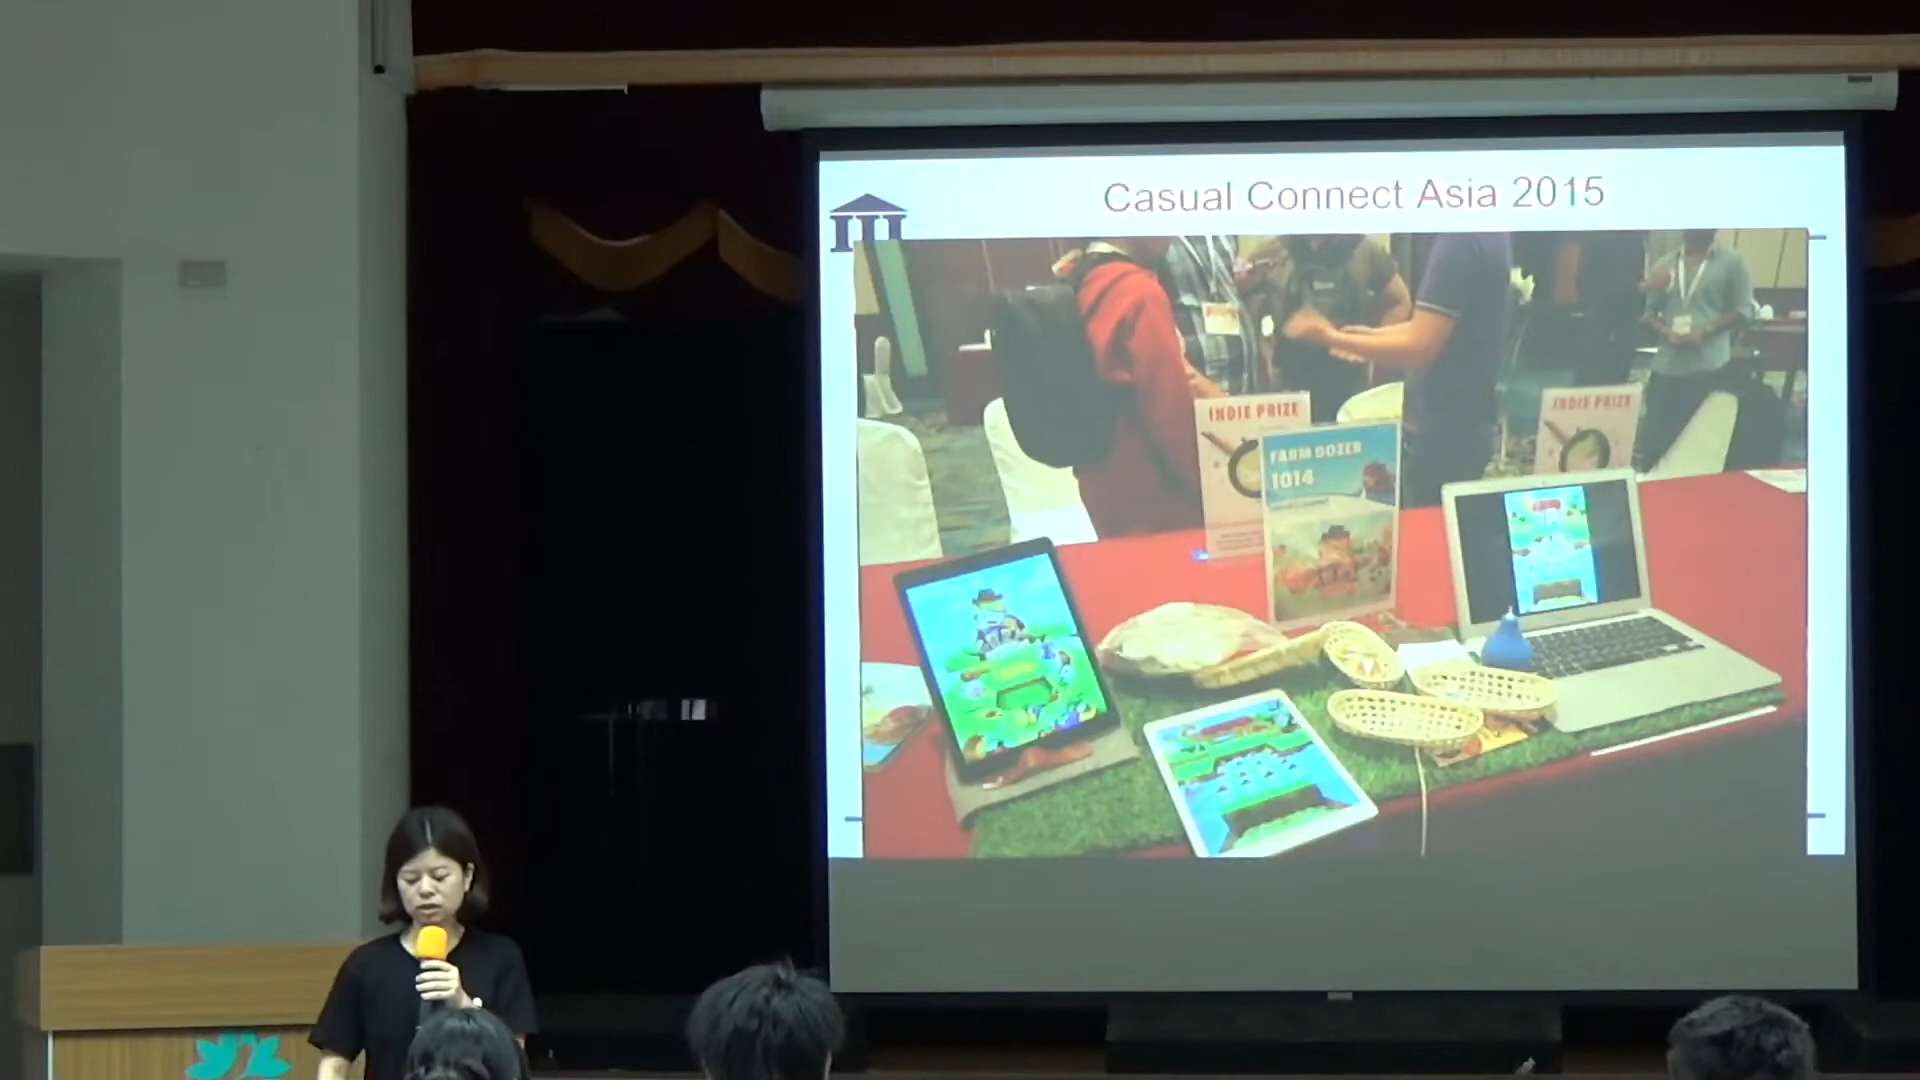 Casual Connect Asia 2015
INDIE PRIZE
INDIE PRIZE
FARM DOZER
1014